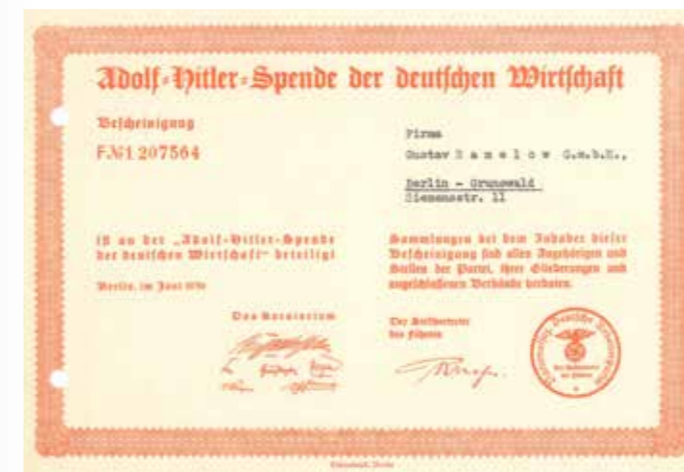 Adolf-Hitler-Spende der deutschen Wirtschaft
Bescheinigung
F.№1 207564
Firma
Gustav R a m e l o w G.m.b.H.,
Berlin - Grunewald
Siemensstr. 11
ist an der „Adolf-Hitler-Spende
der deutschen Wirtschaft“ beteiligt
Berlin, im Juni
Das Kuratorium
Sammlungen bei dem Inhaber dieser
Bescheinigung sind allen Angehörigen und
Stellen der Partei, ihrer Gliederungen und
angeschlossenen Verbände verboten.
Der Stellvertreter
des Führers